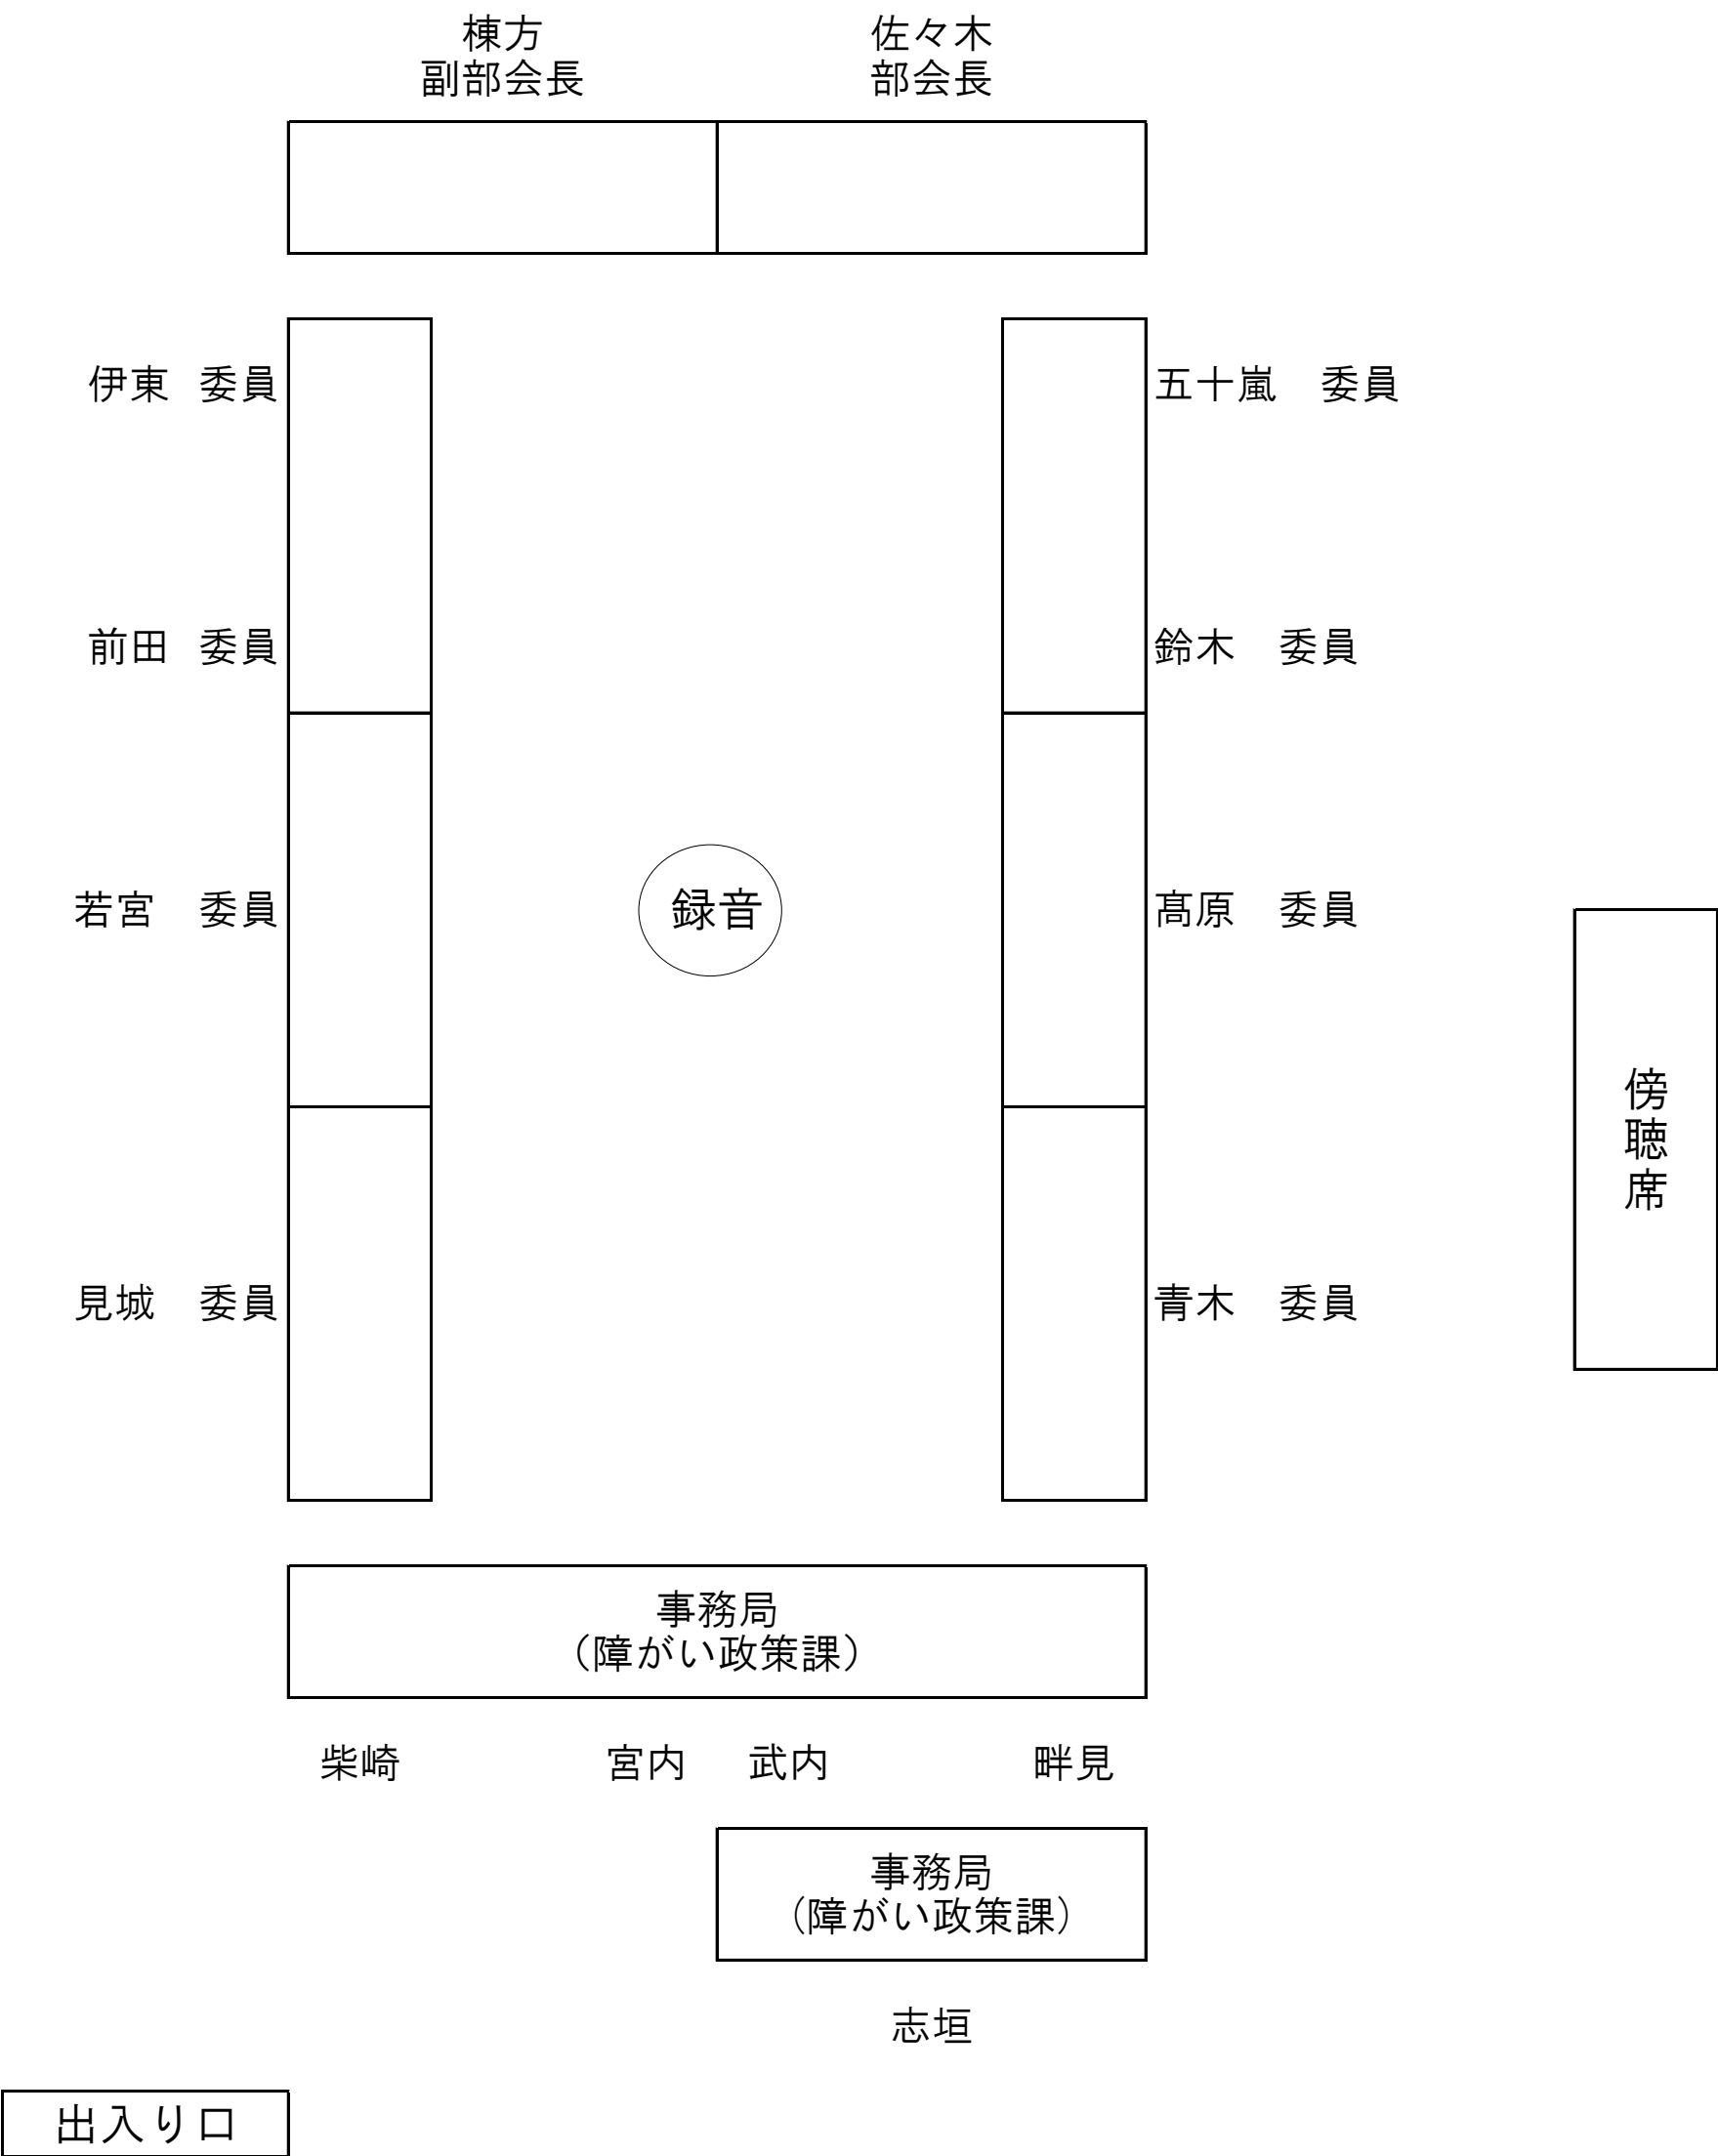 棟方
副部会長
佐々木
部会長
伊東 委員
五十嵐 委員
前田 委員
鈴木 委員
若宮 委員
録音
髙原 委員
傍聴席
見城 委員
青木 委員
事務局
（障がい政策課）
柴崎 宮内 武内 畔見
事務局
（障がい政策課）
志垣
出入り口